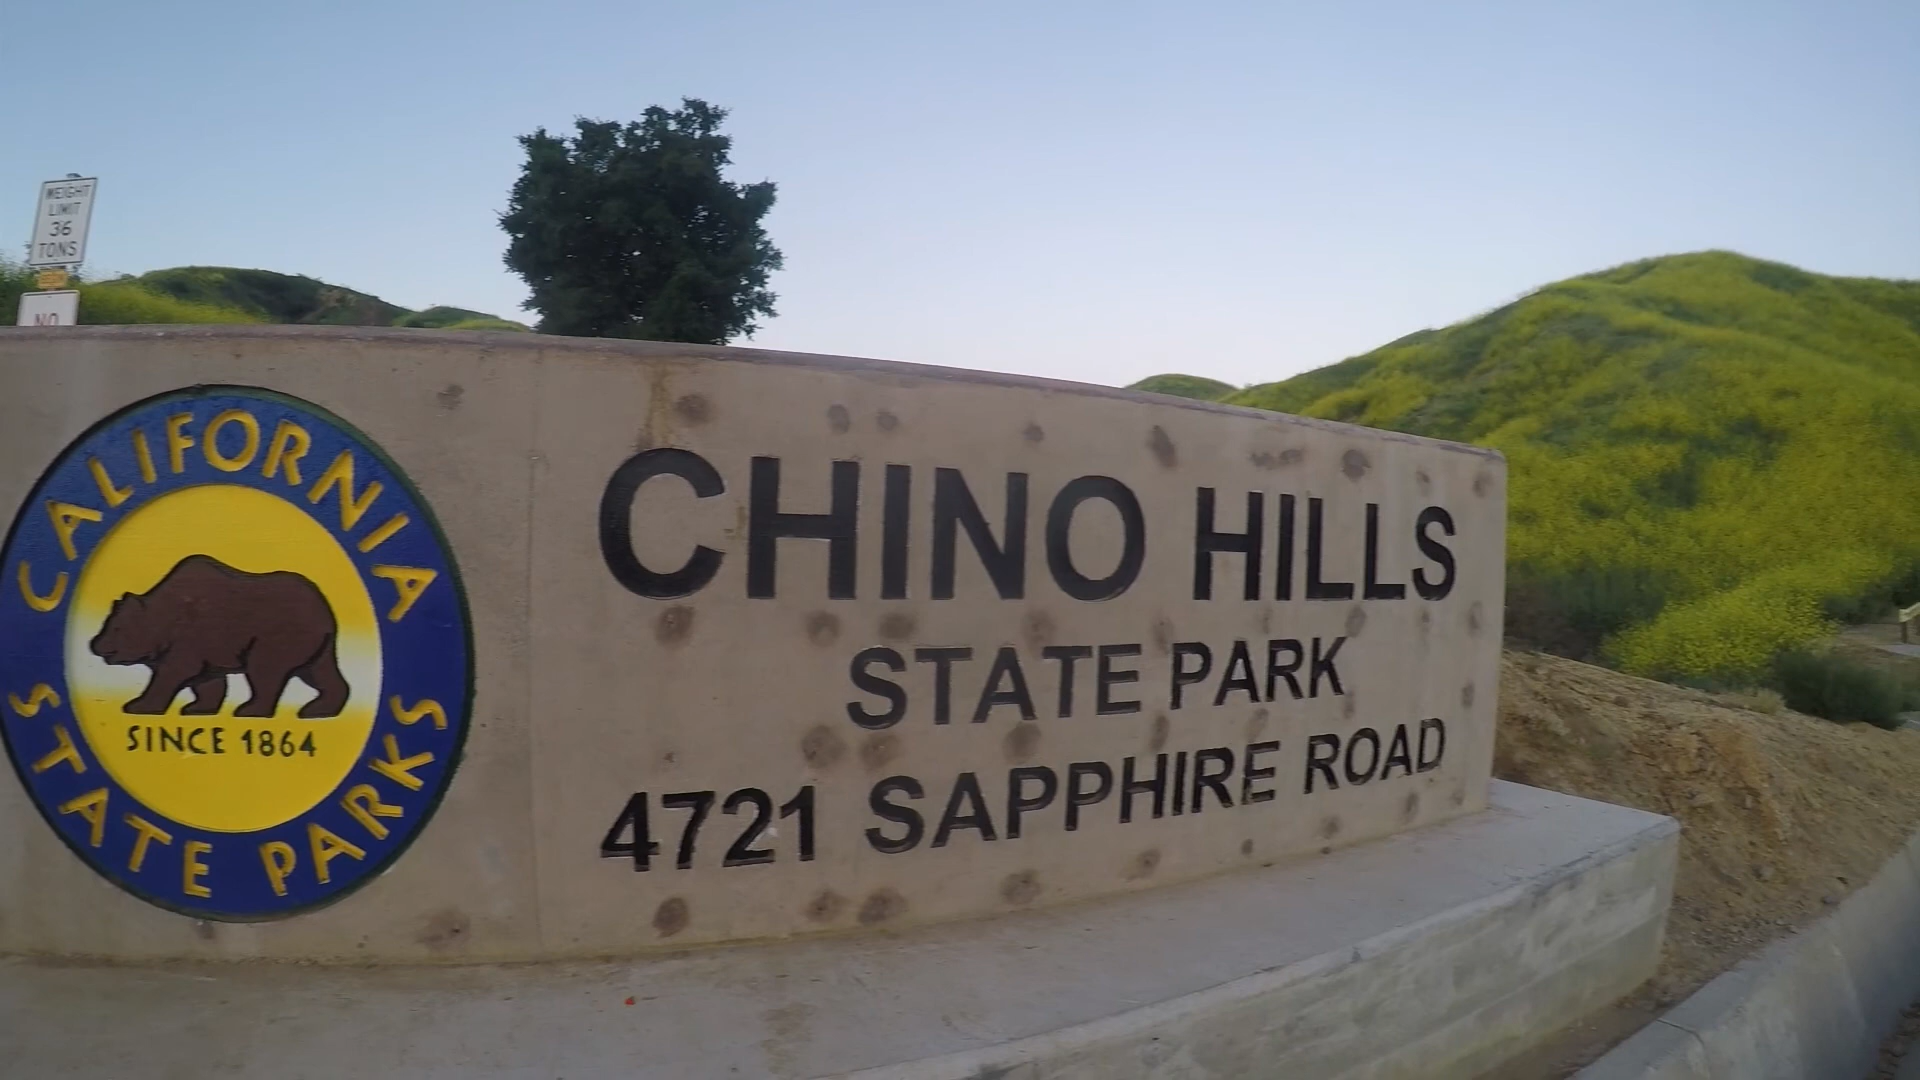 WEIGHT
LIMIT
36
TONS
NO
CALIFORNIA
SINCE 1864
STATE PARKS
CHINO HILLS
STATE PARK
4721 SAPPHIRE ROAD